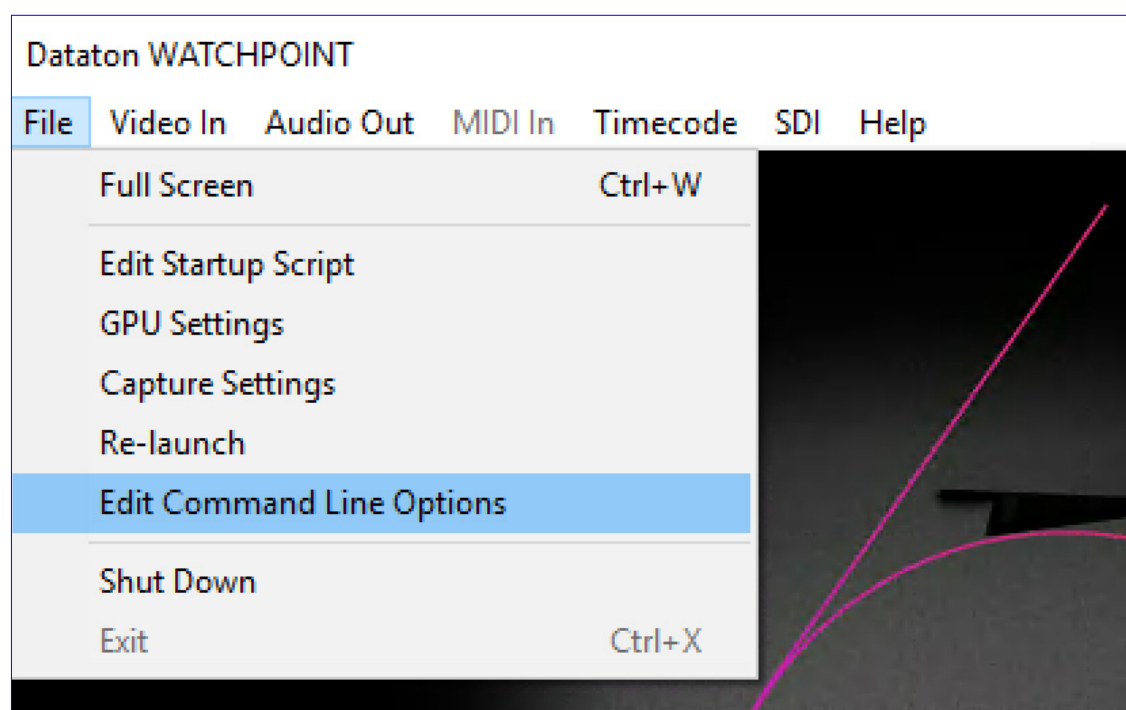 Dataton WATCHPOINT
File Video In Audio Out MIDI In Timecode SDI Help
Full Screen Ctrl+W
Edit Startup Script
GPU Settings
Capture Settings
Re-launch
Edit Command Line Options
Shut Down
Exit Ctrl+X